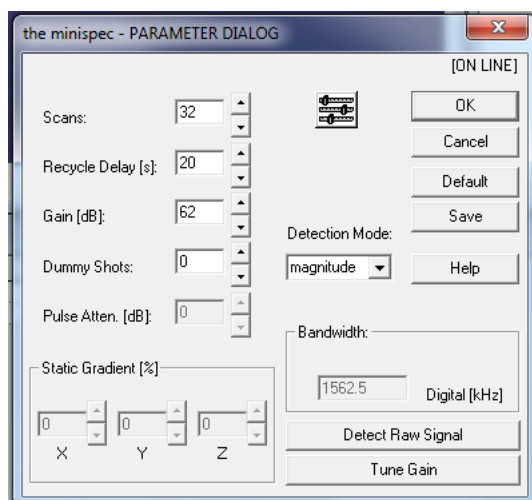 the minispec - PARAMETER DIALOG
[ON LINE]
Scans: 32
OK
Cancel
Recycle Delay [s]: 20
Default
Gain [dB]: 62
Save
Detection Mode:
Dummy Shots: 0
magnitude
Help
Pulse Atten. [dB]: 0
Bandwidth:
Static Gradient [%]
1562.5 Digital [kHz]
0 0 0
X Y Z
Detect Raw Signal
Tune Gain